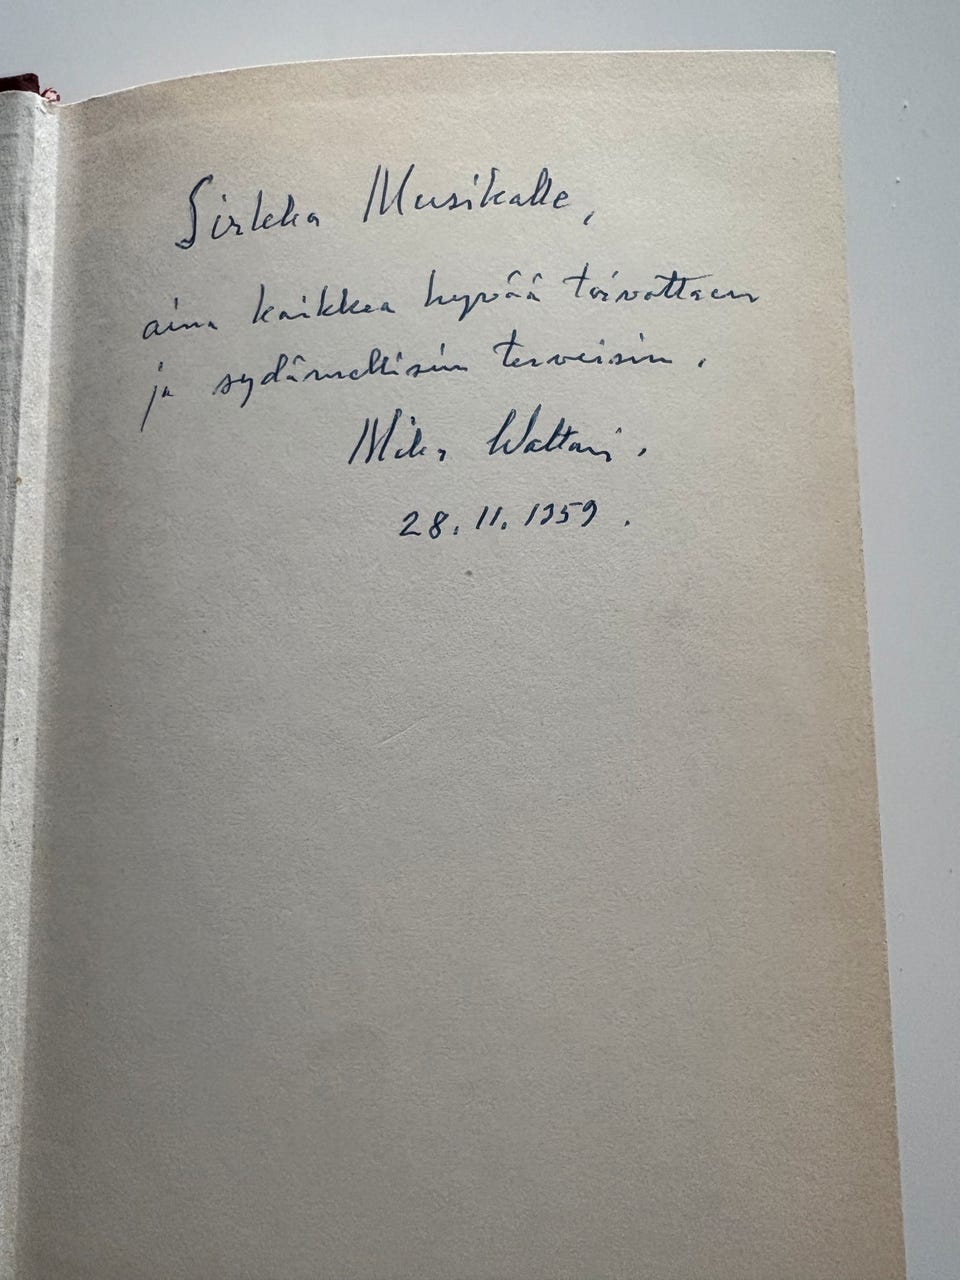 Sirkka Musikalle,
aina kaikkea hyvää toivottaen
ja sydämellisin terveisin,
Mika Waltari.
28.11.1959.